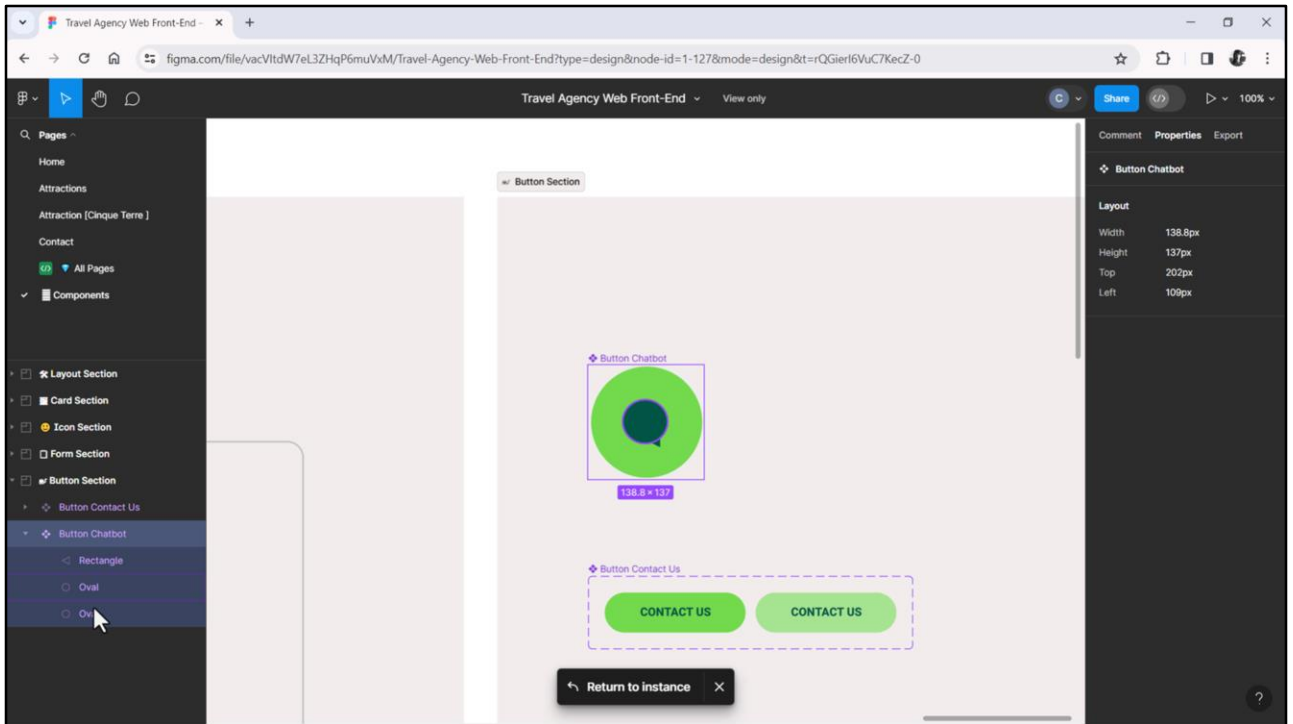 Travel Agency Web Front-End –
figma.com/file/vacVItdW7eL3ZHqP6muVxM/Travel-Agency-Web-Front-End?type=design&node-id=1-127&mode=design&t=rQGierI6VuC7KecZ-0
Travel Agency Web Front-End
View only
C
Share
100%
Pages
Home
Attractions
Attraction [Cinque Terre ]
Contact
All Pages
Components
Layout Section
Card Section
Icon Section
Form Section
Button Section
Button Contact Us
Button Chatbot
Rectangle
Oval
Button Section
Button Chatbot
138.8 × 137
Button Contact Us
CONTACT US
CONTACT US
Return to instance
Comment Properties Export
Button Chatbot
Layout
Width 138.8px
Height 137px
Top 202px
Left 109px
?